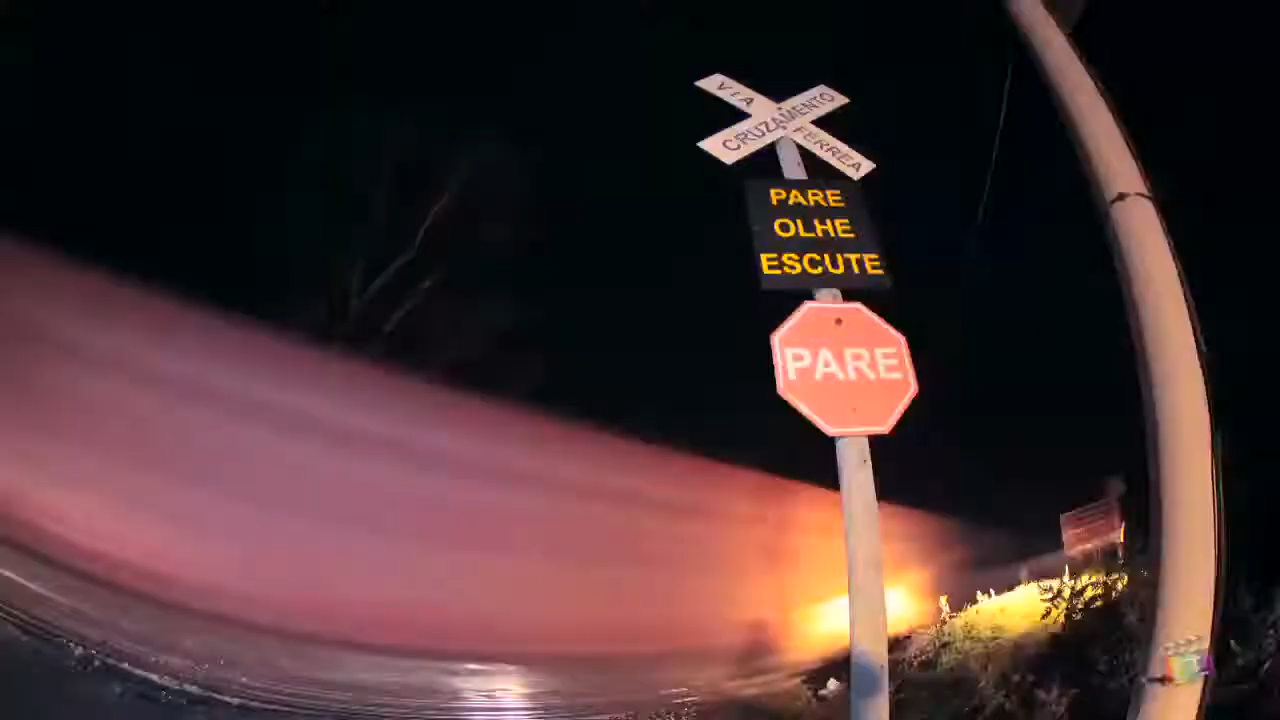 VIA FERREA
CRUZAMENTO
PARE
OLHE
ESCUTE
PARE